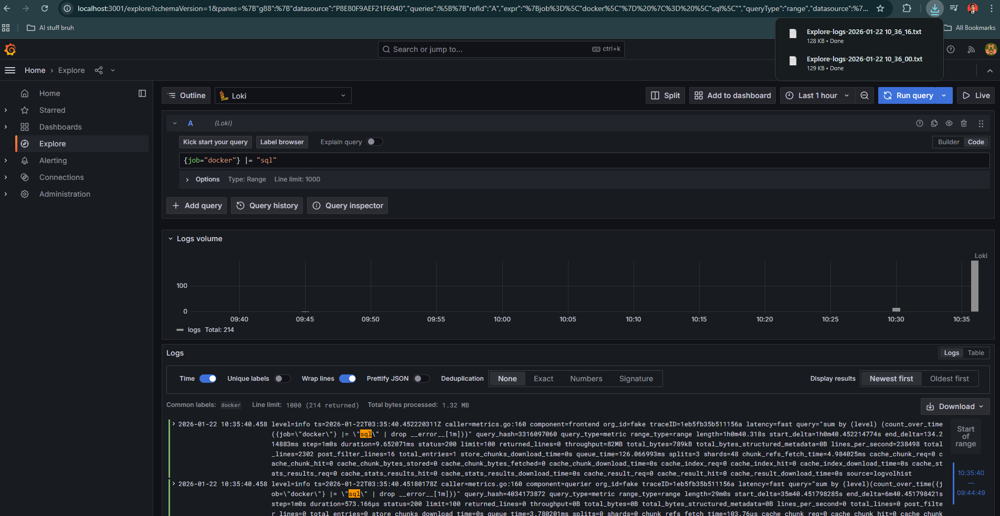 localhost:3001/explore?schemaVersion=1&panes=%7B"g88":%7B"datasource":"P8E80F9AEF21F6940","queries":%5B%7B"refId":"A","expr":"%7Bjob%3D%5C"docker%5C"%7D%20%7C%3D%20%5C"sql%5C"","queryType":"range","datasource":%7...
AI stuff bruh
All Bookmarks
Explore-logs-2026-01-22 10_36_16.txt
128 KB • Done
Explore-logs-2026-01-22 10_36_00.txt
129 KB • Done
Search or jump to...
ctrl+k
Home › Explore
Home
Starred
Dashboards
Explore
Alerting
Connections
Administration
Outline
Loki
Split
Add to dashboard
Last 1 hour
Run query
Live
A (Loki)
Kick start your query
Label browser
Explain query
Builder
Code
{job="docker"} |= "sql"
Options Type: Range Line limit: 1000
Add query
Query history
Query inspector
Logs volume
Loki
100
0
09:40 09:45 09:50 09:55 10:00 10:05 10:10 10:15 10:20 10:25 10:30 10:35
logs Total: 214
Logs
Logs Table
Time
Unique labels
Wrap lines
Prettify JSON
Deduplication
None Exact Numbers Signature
Display results
Newest first Oldest first
Common labels: docker Line limit: 1000 (214 returned) Total bytes processed: 1.32 MB
Download
2026-01-22 10:35:40.458 level=info ts=2026-01-22T03:35:40.452220311Z caller=metrics.go:160 component=frontend org_id=fake traceID=1eb5fb35b511156a latency=fast query="sum by (level) (count_over_time
({job=\"docker\"} |= \"sql\" | drop __error__[1m]))" query_hash=3316097060 query_type=metric range_type=range length=1h0m40.318s start_delta=1h0m40.452214774s end_delta=134.2
14883ms step=1m0s duration=9.652071ms status=200 limit=100 returned_lines=0 throughput=82MB total_bytes=789kB total_bytes_structured_metadata=0B lines_per_second=238498 total
_lines=2302 post_filter_lines=16 total_entries=1 store_chunks_download_time=0s queue_time=126.066993ms splits=3 shards=48 chunk_refs_fetch_time=4.984025ms cache_chunk_req=0 c
ache_chunk_hit=0 cache_chunk_bytes_stored=0 cache_chunk_bytes_fetched=0 cache_chunk_download_time=0s cache_index_req=0 cache_index_hit=0 cache_index_download_time=0s cache_st
ats_results_req=0 cache_stats_results_hit=0 cache_stats_results_download_time=0s cache_result_req=0 cache_result_hit=0 cache_result_download_time=0s source=logvolhist
2026-01-22 10:35:40.458 level=info ts=2026-01-22T03:35:40.45180178Z caller=metrics.go:160 component=querier org_id=fake traceID=1eb5fb35b511156a latency=fast query="sum by (level)(count_over_time({j
ob=\"docker\"} |= \"sql\" | drop __error__[1m]))" query_hash=4034173872 query_type=metric range_type=range length=29m0s start_delta=35m40.451798285s end_delta=6m40.451798421s
step=1m0s duration=573.166µs status=200 limit=100 returned_lines=0 throughput=0B total_bytes=0B total_bytes_structured_metadata=0B lines_per_second=0 total_lines=0 post_filte
r_lines=0 total_entries=0 store_chunks_download_time=0s queue_time=3.780201ms splits=0 shards=0 chunk_refs_fetch_time=103.76µs cache_chunk_req=0 cache_chunk_hit=0 cache_chunk
Start
of
range
10:35:40
—
09:44:49